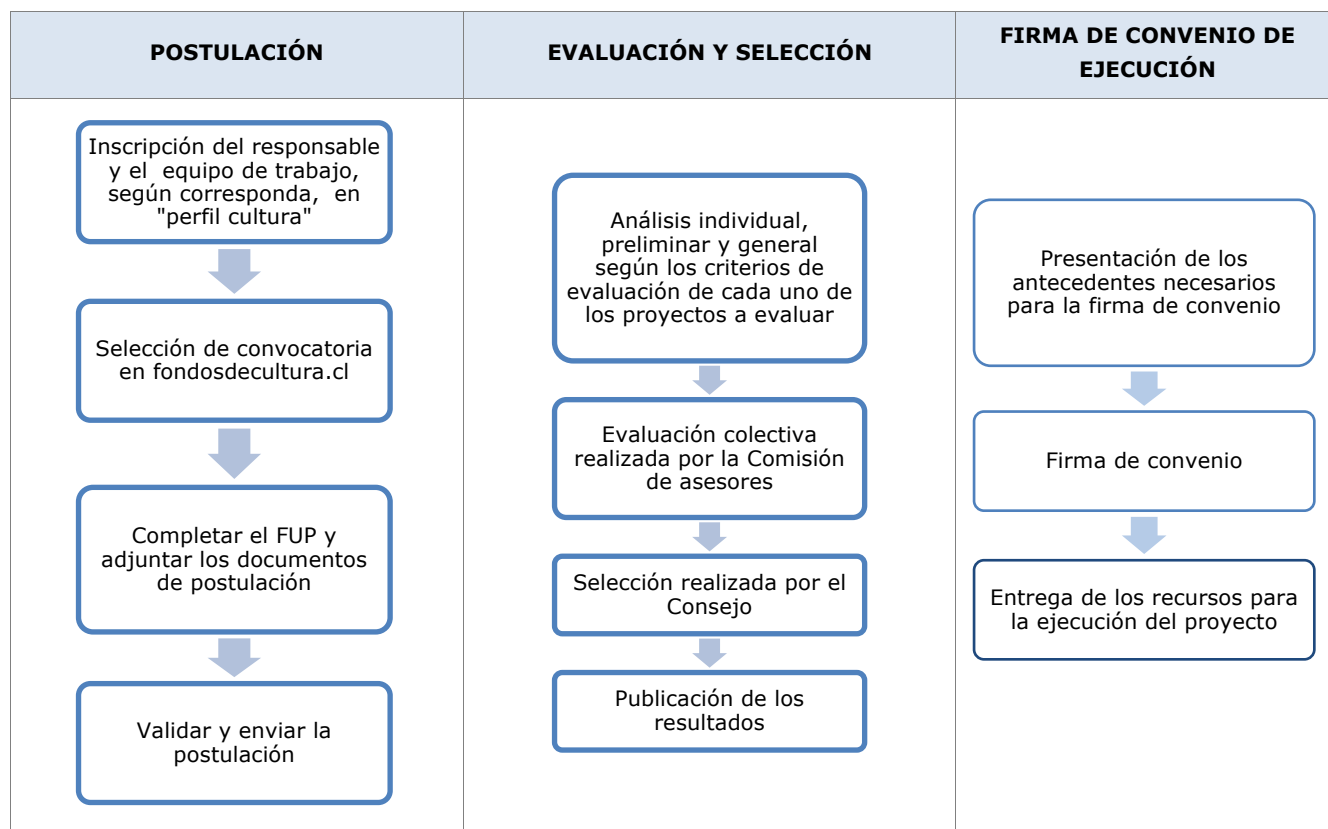 POSTULACIÓN
Inscripción del responsable
y el equipo de trabajo,
según corresponda, en
"perfil cultura"
Selección de convocatoria
en fondosdecultura.cl
Completar el FUP y
adjuntar los documentos
de postulación
Validar y enviar la
postulación
EVALUACIÓN Y SELECCIÓN
Análisis individual,
preliminar y general
según los criterios de
evaluación de cada uno de
los proyectos a evaluar
Evaluación colectiva
realizada por la Comisión
de asesores
Selección realizada por el
Consejo
Publicación de los
resultados
FIRMA DE CONVENIO DE
EJECUCIÓN
Presentación de los
antecedentes necesarios
para la firma de convenio
Firma de convenio
Entrega de los recursos para
la ejecución del proyecto